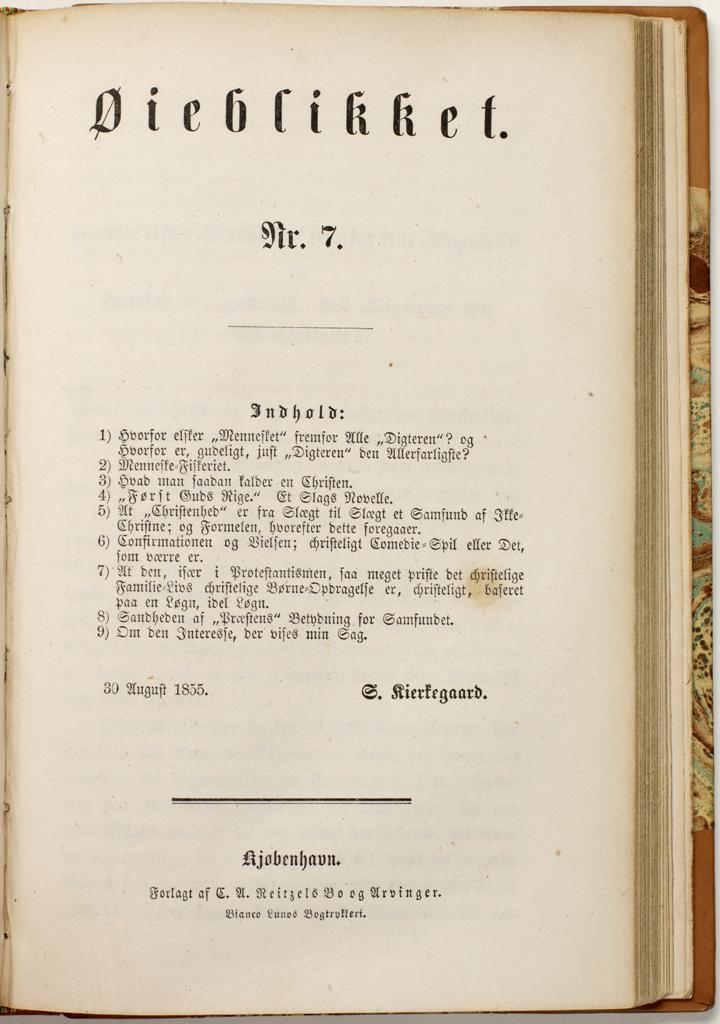 Øieblikket.
Nr. 7.
Indhold:
1) Hvorfor elsker „Mennesket“ fremfor Alle „Digteren“? og
Hvorfor er, gudeligt, just „Digteren“ den Allerfarligste?
2) Menneske-Fiskeriet.
3) Hvad man saadan kalder en Christen.
4) „Først Guds Rige.“ Et Slags Novelle.
5) At „Christenhed“ er fra Slægt til Slægt et Samfund af Ikke-
Christne; og Formelen, hvorefter dette foregaaer.
6) Confirmationen og Vielsen; christeligt Comedie-Spil eller Det,
som værre er.
7) At den, især i Protestantismen, saa meget priste det christelige
Familie-Livs christelige Børne-Opdragelse er, christeligt, baseret
paa en Løgn, idel Løgn.
8) Sandheden af „Præstens“ Betydning for Samfundet.
9) Om den Interesse, der vises min Sag.
30 August 1855. S. Kierkegaard.
Kjøbenhavn.
Forlagt af C. A. Reitzels Bo og Arvinger.
Bianco Lunos Bogtrykkeri.